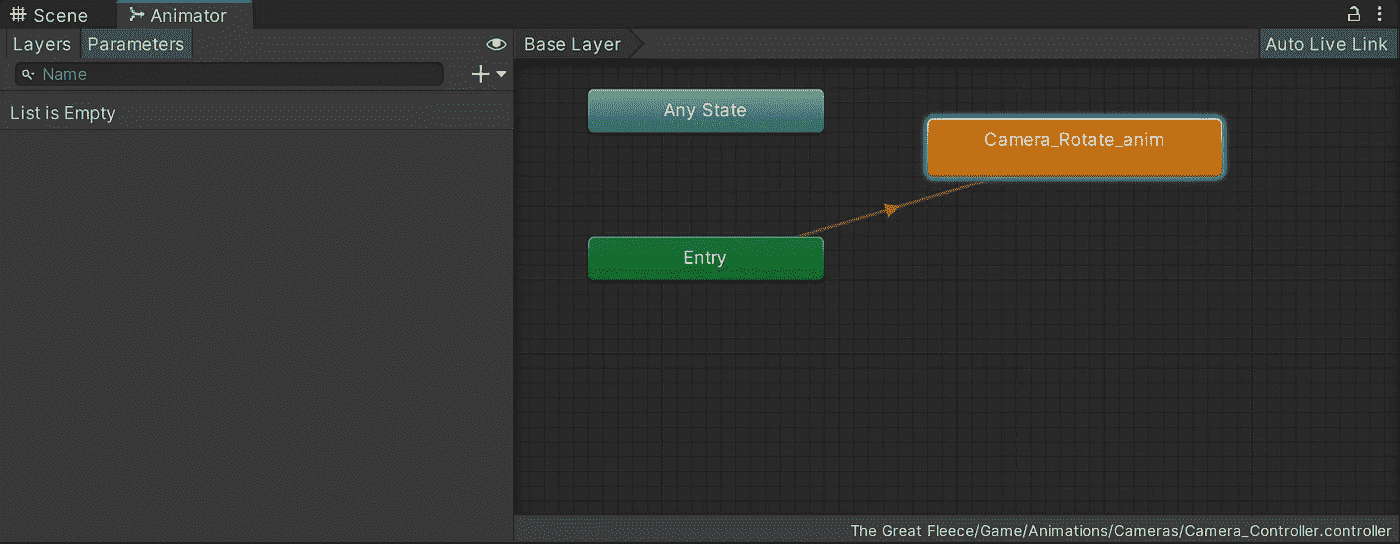 Scene Animator
Layers Parameters
Base Layer
Auto Live Link
Name
List is Empty
Any State
Camera_Rotate_anim
Entry
The Great Fleece/Game/Animations/Cameras/Camera_Controller.controller